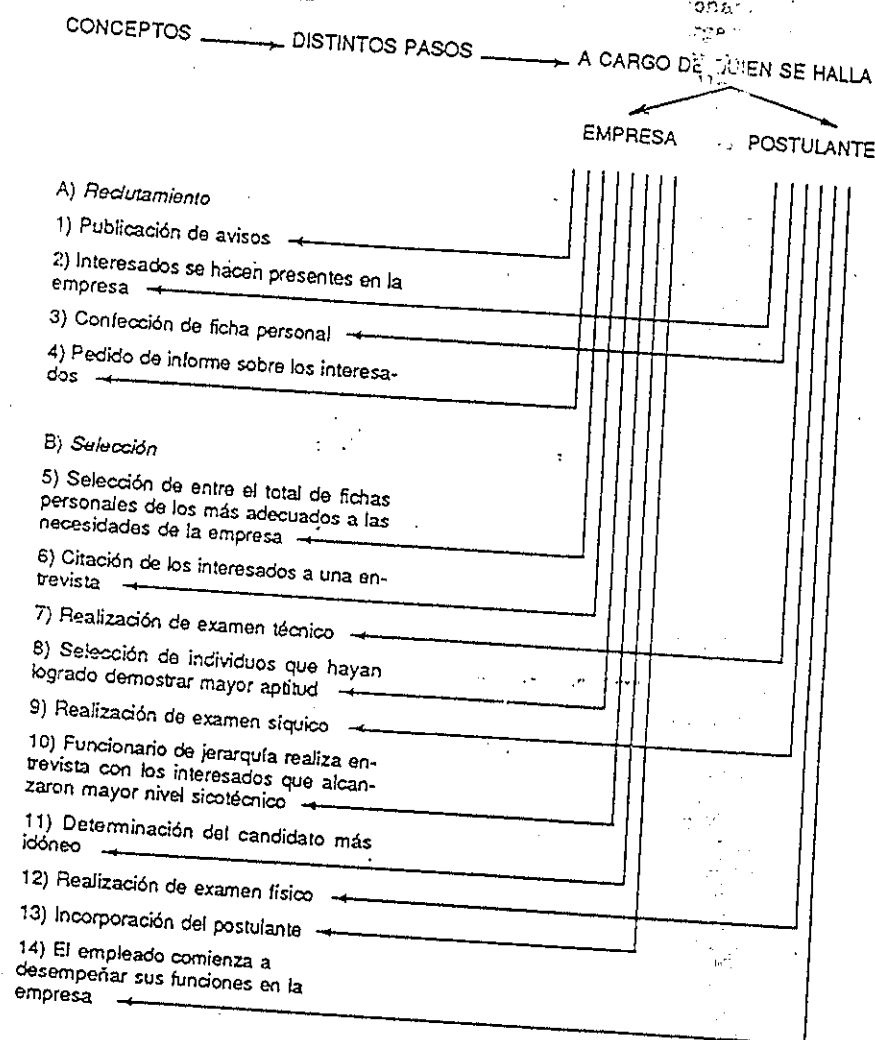 CONCEPTOS DISTINTOS PASOS A CARGO DE QUIEN SE HALLA
EMPRESA POSTULANTE
A) Reclutamiento
1) Publicación de avisos
2) Interesados se hacen presentes en la
empresa
3) Confección de ficha personal
4) Pedido de informe sobre los interesa-
dos
B) Selección
5) Selección de entre el total de fichas
personales de los más adecuados a las
necesidades de la empresa
6) Citación de los interesados a una en-
trevista
7) Realización de examen técnico
8) Selección de individuos que hayan
logrado demostrar mayor aptitud
9) Realización de examen síquico
10) Funcionario de jerarquía realiza en-
trevista con los interesados que alcan-
zaron mayor nivel sicotécnico
11) Determinación del candidato más
idóneo
12) Realización de examen físico
13) Incorporación del postulante
14) El empleado comienza a
desempeñar sus funciones en la
empresa